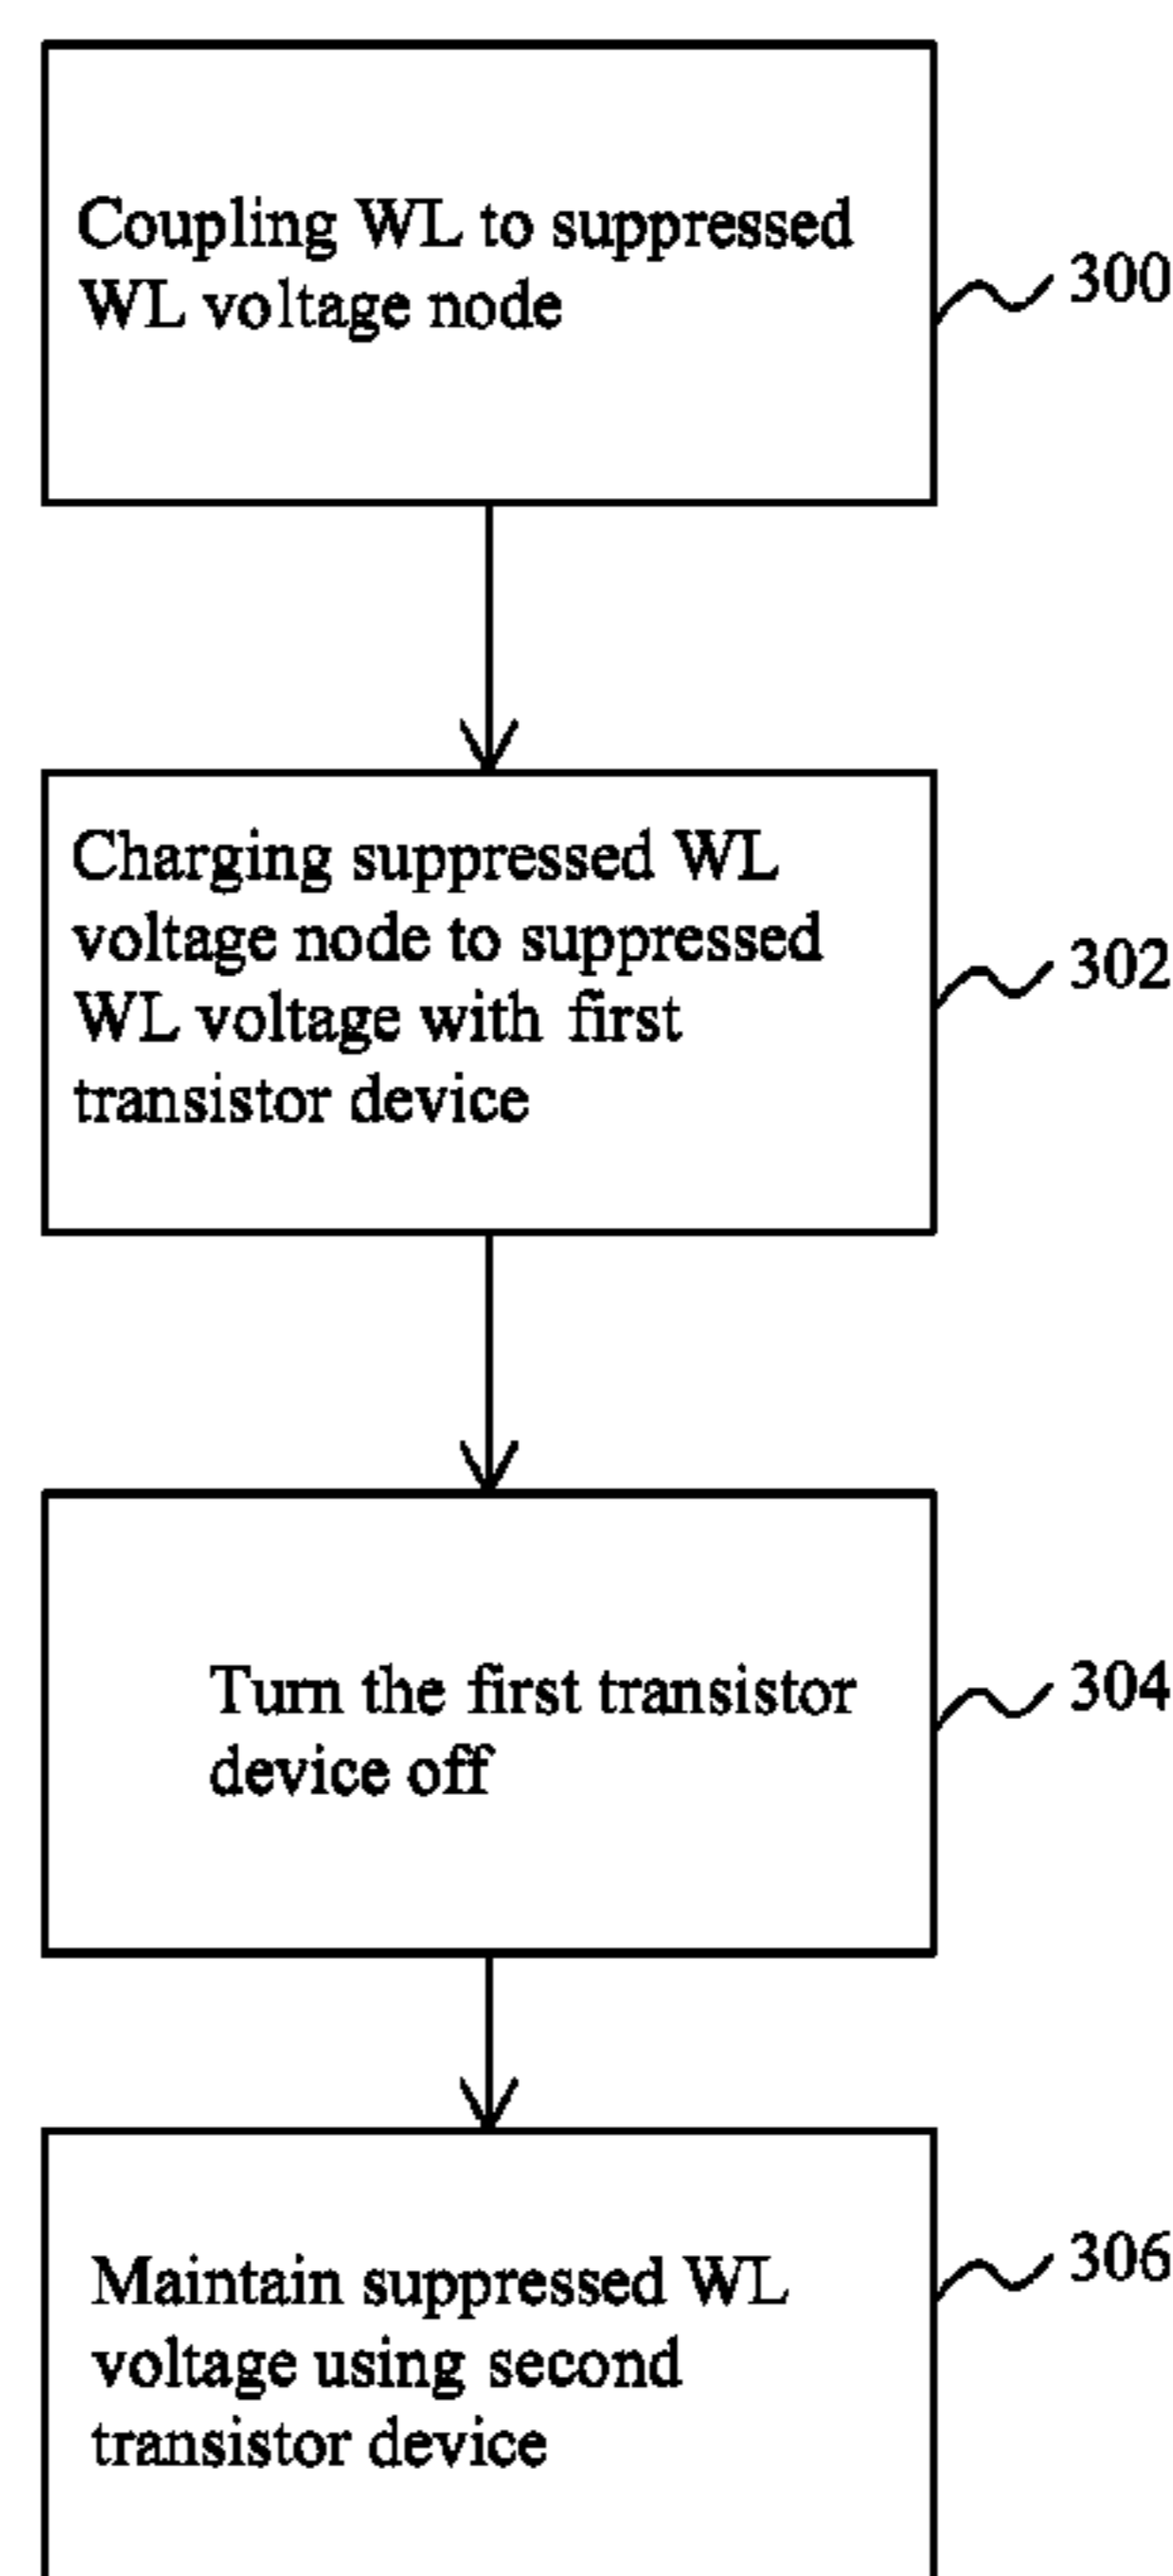 Coupling WL to suppressed
WL voltage node
300
Charging suppressed WL
voltage node to suppressed
WL voltage with first
transistor device
302
Turn the first transistor
device off
304
Maintain suppressed WL
voltage using second
transistor device
306